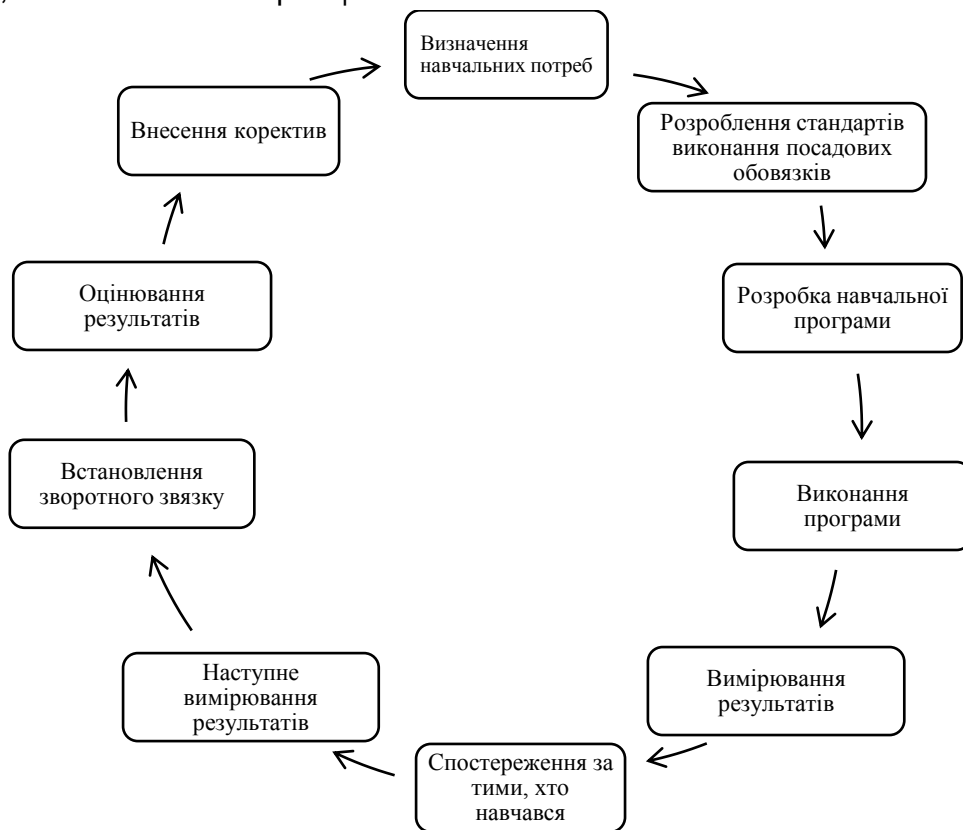 Визначення
навчальних потреб
Розроблення стандартів
виконання посадових
обовязків
Розробка навчальної
програми
Виконання
програми
Вимірювання
результатів
Спостереження за
тими, хто
навчався
Наступне
вимірювання
результатів
Встановлення
зворотного звязку
Оцінювання
результатів
Внесення коректив